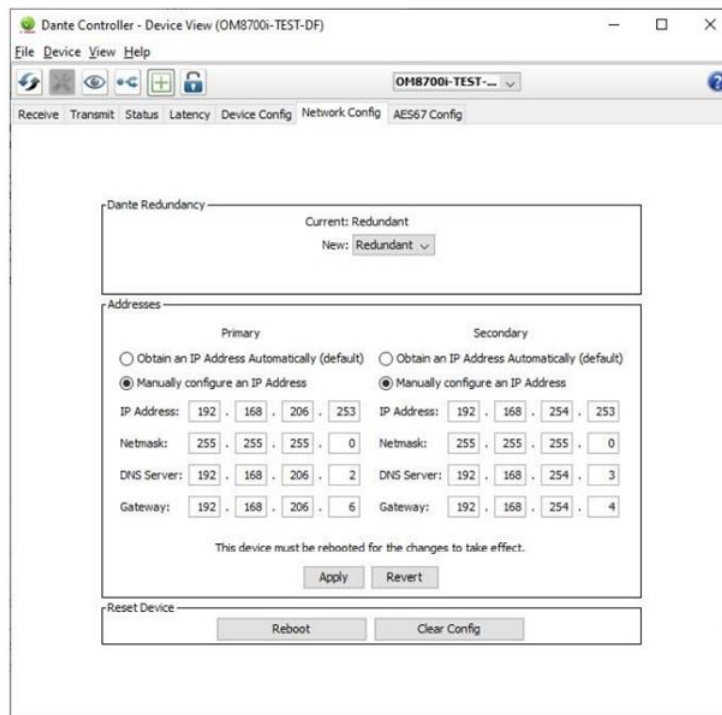 Dante Controller - Device View (OM8700i-TEST-DF)
File Device View Help
OM8700i-TEST-...
Receive Transmit Status Latency Device Config Network Config AES67 Config
Dante Redundancy
Current: Redundant
New: Redundant
Addresses
Primary Secondary
Obtain an IP Address Automatically (default) Obtain an IP Address Automatically (default)
Manually configure an IP Address Manually configure an IP Address
IP Address: 192 . 168 . 206 . 253 IP Address: 192 . 168 . 254 . 253
Netmask: 255 . 255 . 255 . 0 Netmask: 255 . 255 . 255 . 0
DNS Server: 192 . 168 . 206 . 2 DNS Server: 192 . 168 . 254 . 3
Gateway: 192 . 168 . 206 . 6 Gateway: 192 . 168 . 254 . 4
This device must be rebooted for the changes to take effect.
Apply Revert
Reset Device
Reboot Clear Config